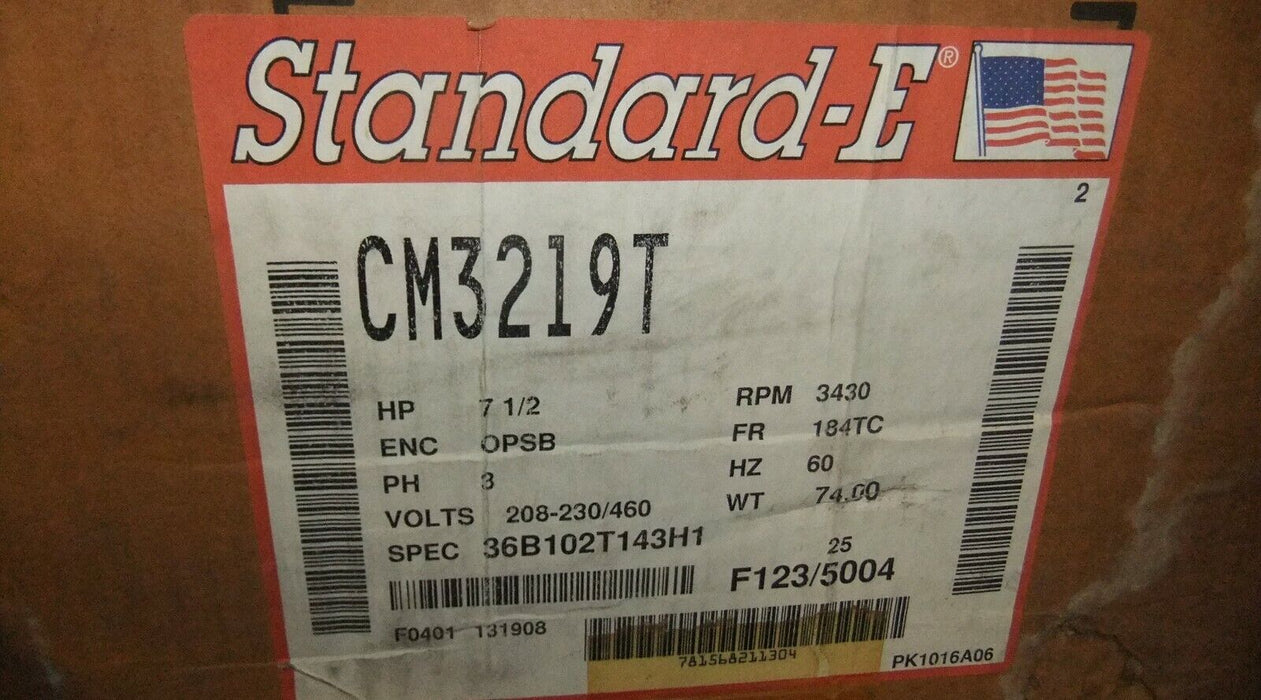 Standard-E®
2
CM3219T
HP 7 1/2 RPM 3430
ENC OPSB FR 184TC
PH 3 HZ 60
VOLTS 208-230/460 WT 74.00
SPEC 36B102T143H1 25
F123/5004
F0401 131908
781568211304 PK1016A06